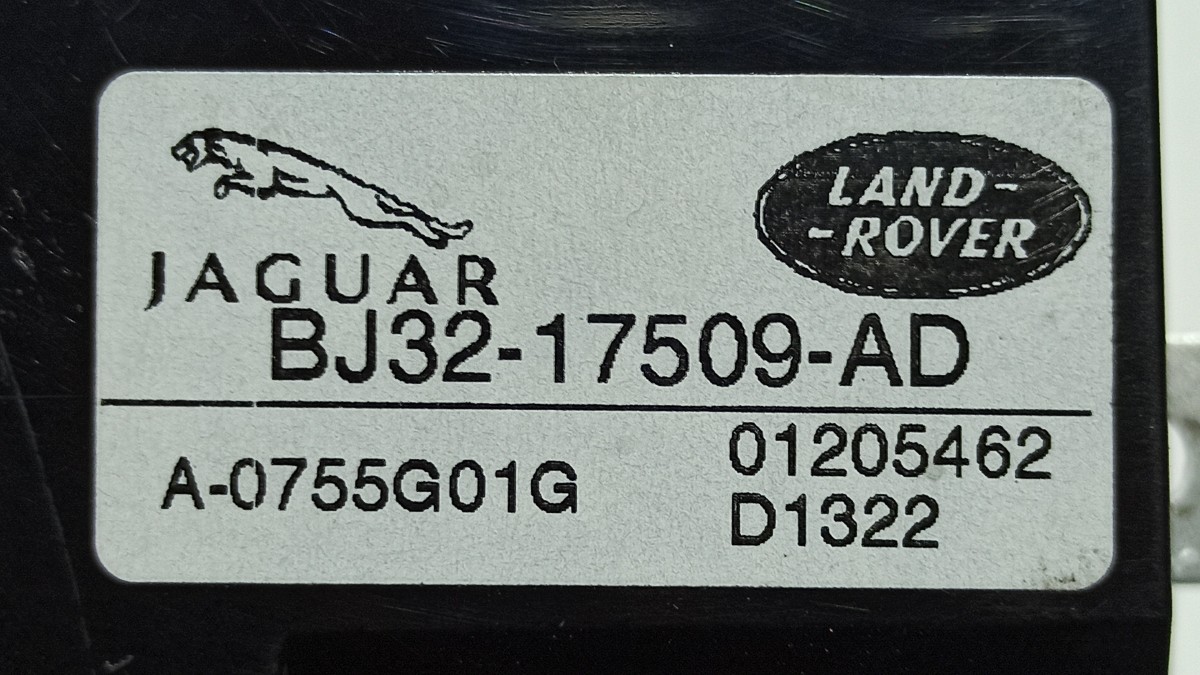 JAGUAR
LAND-
-ROVER
BJ32-17509-AD
A-0755G01G
01205462
D1322